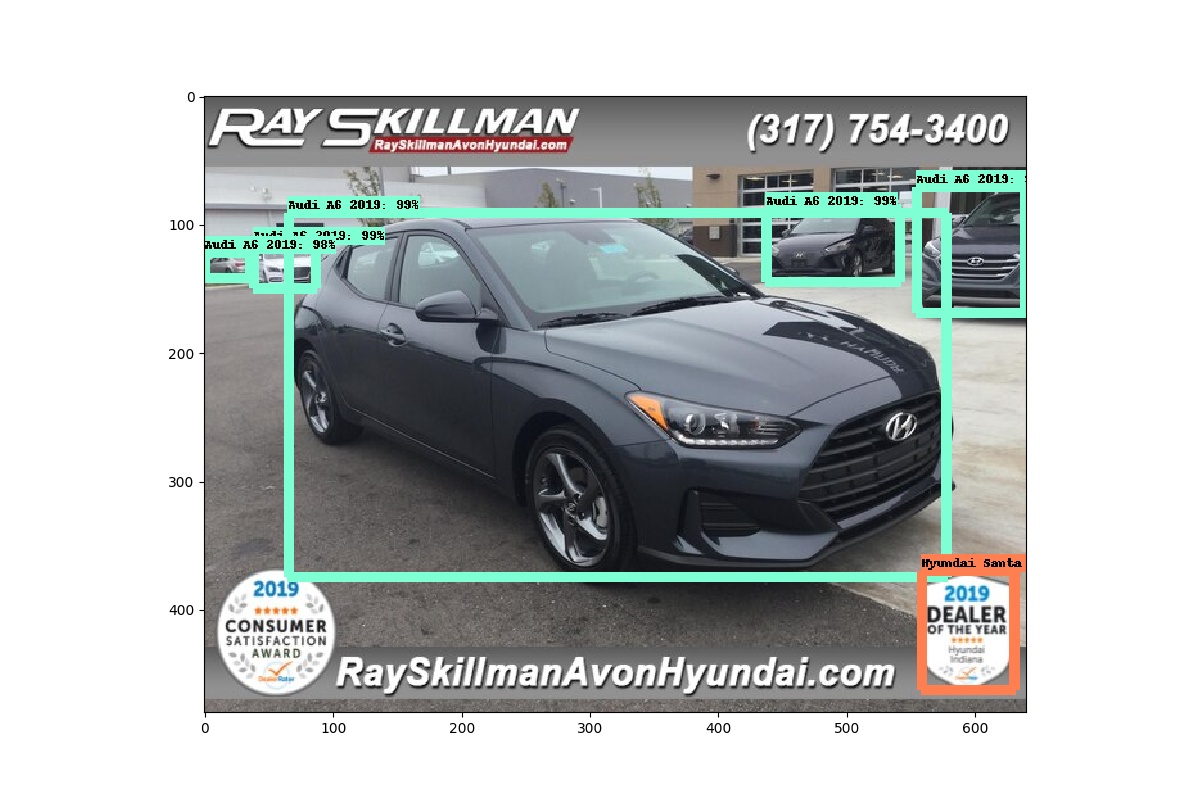 0
RAY SKILLMAN
RaySkillmanAvonHyundai.com
(317) 754-3400
Audi A6 2019:
Audi A6 2019: 99%
Audi A6 2019: 99%
100
Audi A6 2019: 99%
Audi A6 2019: 98%
200
HYUNDAI
300
Hyundai Santa
400
2019
CONSUMER
SATISFACTION
AWARD
DealerRater
2019
DEALER
OF THE YEAR
Hyundai
Indiana
RaySkillmanAvonHyundai.com
0
100
200
300
400
500
600